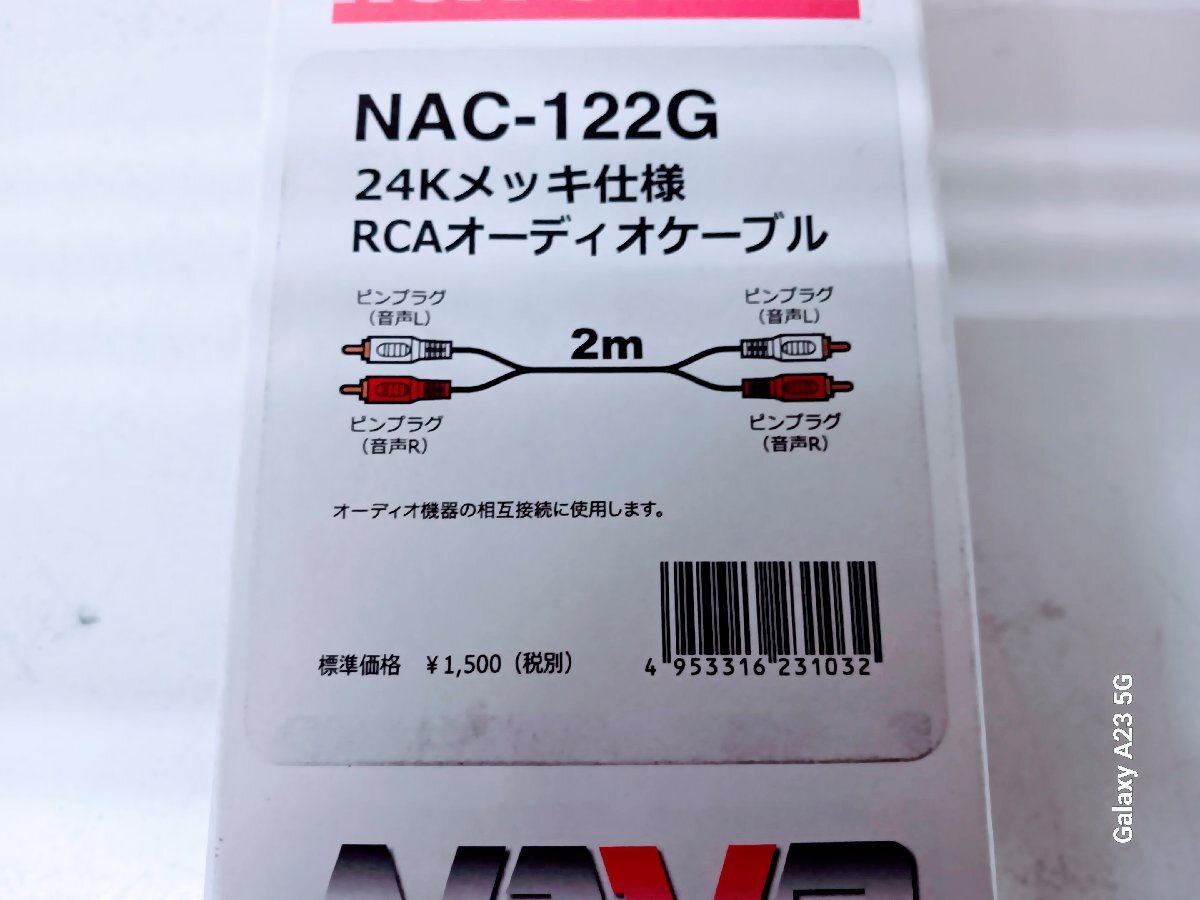 NAC-122G
24Kメッキ仕様
RCAオーディオケーブル
ピンプラグ
(音声L)
ピンプラグ
(音声L)
2m
ピンプラグ
(音声R)
ピンプラグ
(音声R)
オーディオ機器の相互接続に使用します。
標準価格 ¥1,500(税別)
4 953316 231032
Galaxy A23 5G